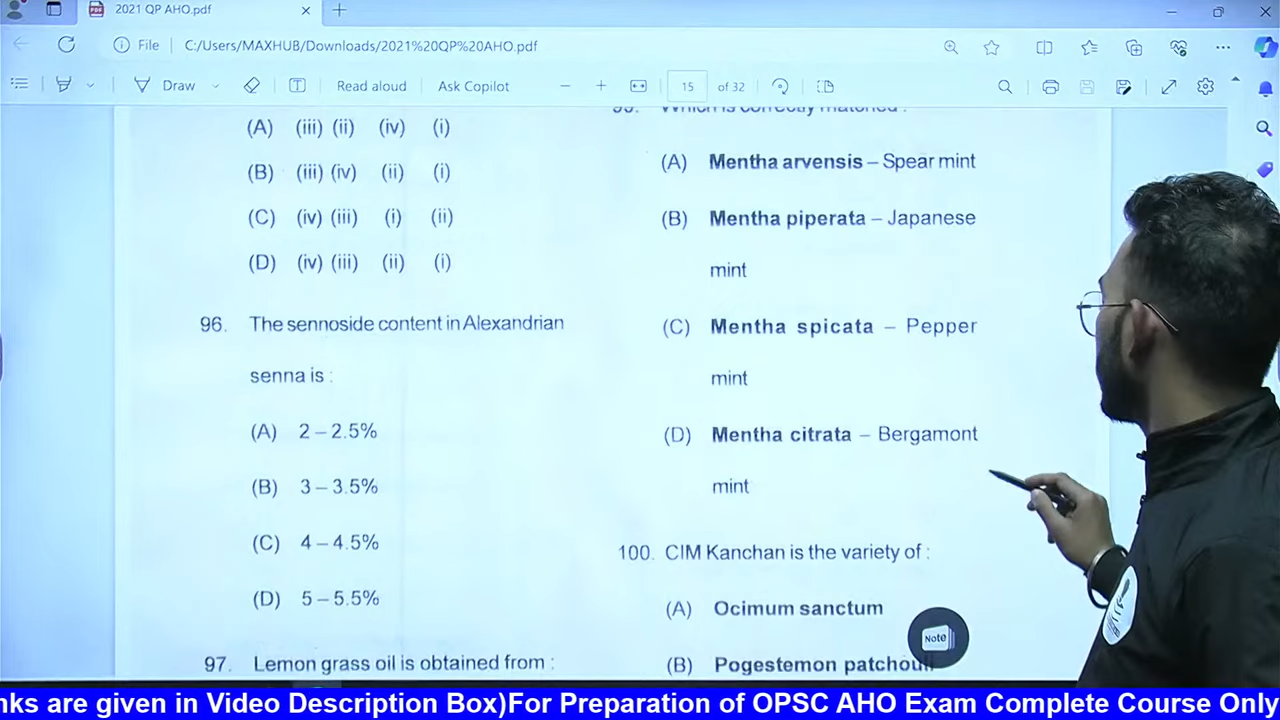 2021 QP AHO.pdf
File
C:/Users/MAXHUB/Downloads/2021%20QP%20AHO.pdf
Draw
Read aloud
Ask Copilot
15
of 32
(A) (iii) (ii) (iv) (i)
(B) (iii) (iv) (ii) (i)
(C) (iv) (iii) (i) (ii)
(D) (iv) (iii) (ii) (i)
96. The sennoside content in Alexandrian
senna is :
(A) 2 – 2.5%
(B) 3 – 3.5%
(C) 4 – 4.5%
(D) 5 – 5.5%
97. Lemon grass oil is obtained from :
Which is correctly matched :
(A) Mentha arvensis – Spear mint
(B) Mentha piperata – Japanese
mint
(C) Mentha spicata – Pepper
mint
(D) Mentha citrata – Bergamont
mint
100. CIM Kanchan is the variety of :
(A) Ocimum sanctum
(B) Pogestemon patchouli
Note
nks are given in Video Description Box)For Preparation of OPSC AHO Exam Complete Course Only